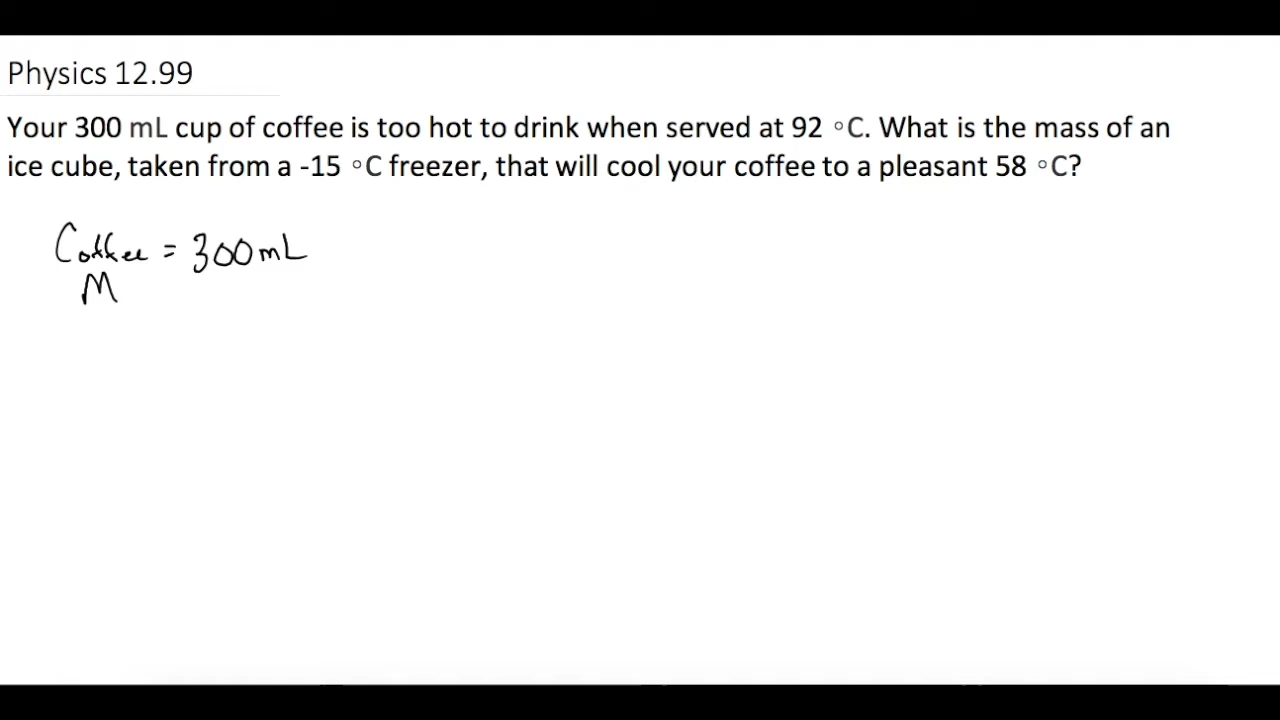 Physics 12.99
Your 300 mL cup of coffee is too hot to drink when served at 92 °C. What is the mass of an
ice cube, taken from a -15 °C freezer, that will cool your coffee to a pleasant 58 °C?
Coffee = 300mL
M